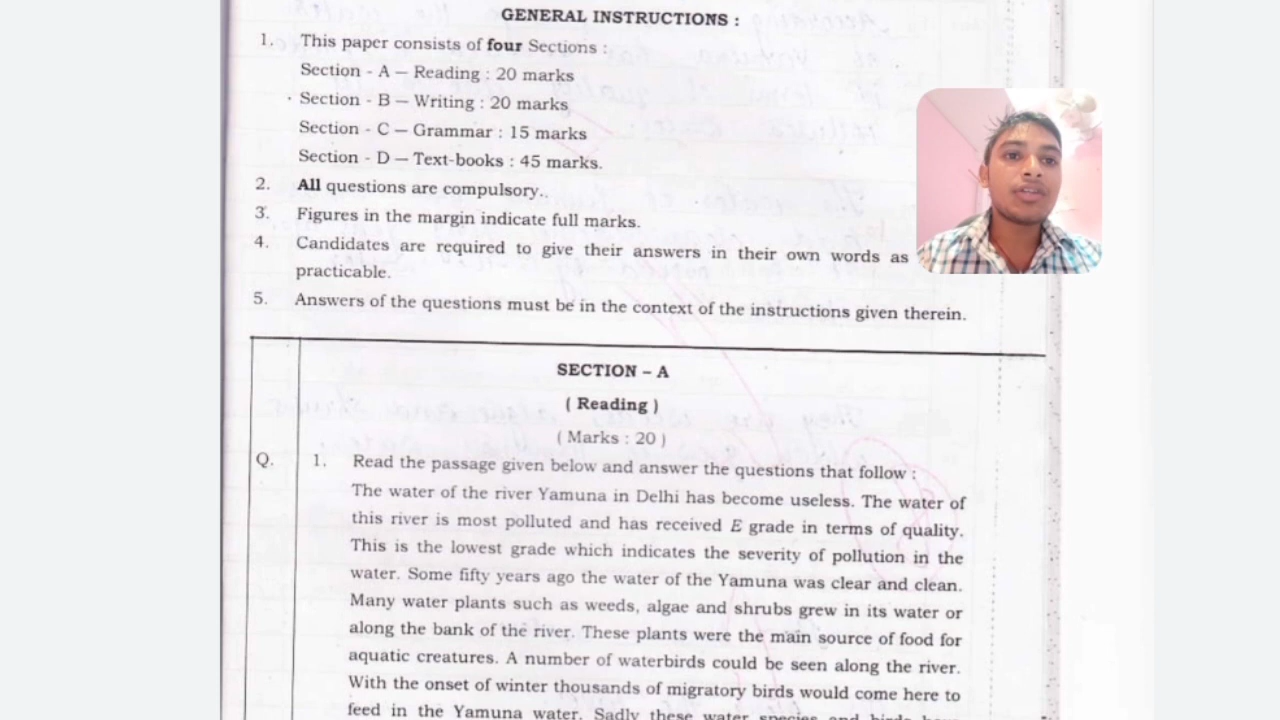 GENERAL INSTRUCTIONS :
1. This paper consists of four Sections :
Section - A — Reading : 20 marks
Section - B — Writing : 20 marks
Section - C — Grammar : 15 marks
Section - D — Text-books : 45 marks.
2. All questions are compulsory..
3. Figures in the margin indicate full marks.
4. Candidates are required to give their answers in their own words as
practicable.
5. Answers of the questions must be in the context of the instructions given therein.
SECTION – A
( Reading )
( Marks : 20 )
Q. 1. Read the passage given below and answer the questions that follow :
The water of the river Yamuna in Delhi has become useless. The water of
this river is most polluted and has received E grade in terms of quality.
This is the lowest grade which indicates the severity of pollution in the
water. Some fifty years ago the water of the Yamuna was clear and clean.
Many water plants such as weeds, algae and shrubs grew in its water or
along the bank of the river. These plants were the main source of food for
aquatic creatures. A number of waterbirds could be seen along the river.
With the onset of winter thousands of migratory birds would come here to
feed in the Yamuna water. Sadly these water species and birds have